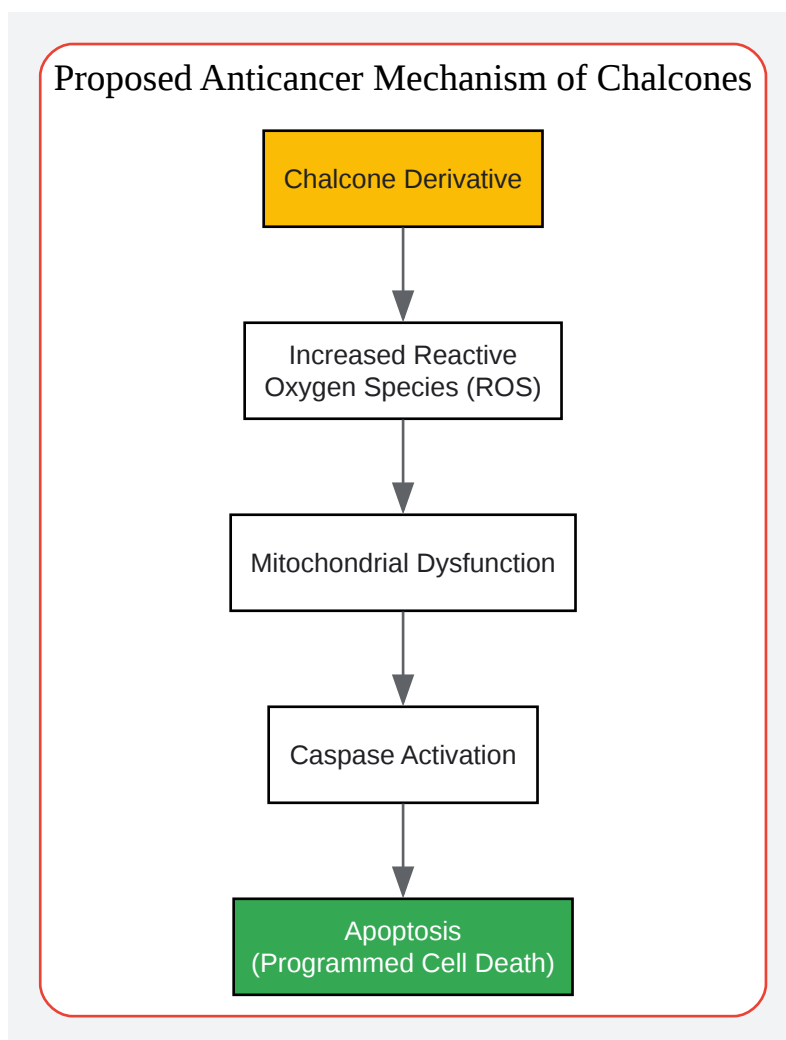 Proposed Anticancer Mechanism of Chalcones
Chalcone Derivative
Increased Reactive
Oxygen Species (ROS)
Mitochondrial Dysfunction
Caspase Activation
Apoptosis
(Programmed Cell Death)